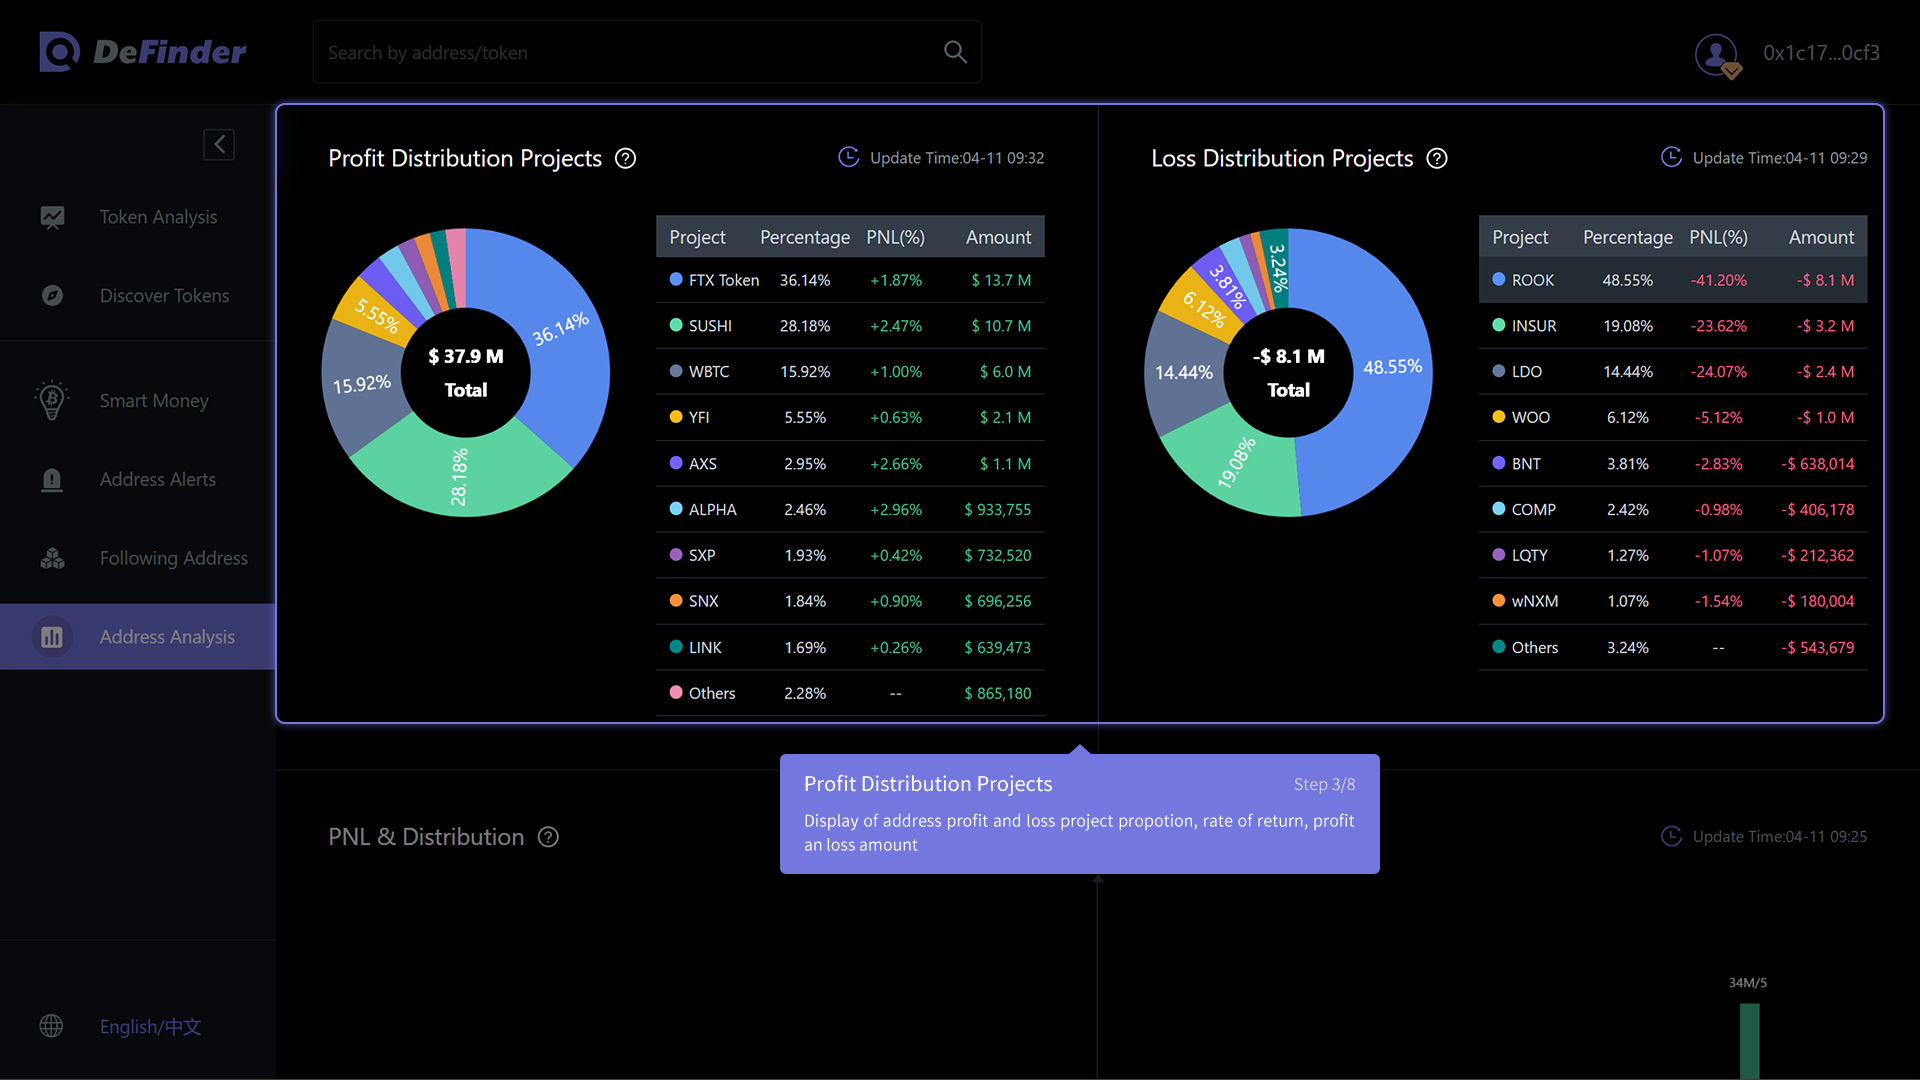 DeFinder
Search by address/token
0x1c17...0cf3
Token Analysis
Discover Tokens
Smart Money
Address Alerts
Following Address
Address Analysis
English/中文
Profit Distribution Projects
Update Time:04-11 09:32
36.14%
28.18%
15.92%
5.55%
$ 37.9 M
Total
Project Percentage PNL(%) Amount
FTX Token 36.14% +1.87% $ 13.7 M
SUSHI 28.18% +2.47% $ 10.7 M
WBTC 15.92% +1.00% $ 6.0 M
YFI 5.55% +0.63% $ 2.1 M
AXS 2.95% +2.66% $ 1.1 M
ALPHA 2.46% +2.96% $ 933,755
SXP 1.93% +0.42% $ 732,520
SNX 1.84% +0.90% $ 696,256
LINK 1.69% +0.26% $ 639,473
Others 2.28% -- $ 865,180
Loss Distribution Projects
Update Time:04-11 09:29
48.55%
19.08%
14.44%
6.12%
3.81%
3.24%
-$ 8.1 M
Total
Project Percentage PNL(%) Amount
ROOK 48.55% -41.20% -$ 8.1 M
INSUR 19.08% -23.62% -$ 3.2 M
LDO 14.44% -24.07% -$ 2.4 M
WOO 6.12% -5.12% -$ 1.0 M
BNT 3.81% -2.83% -$ 638,014
COMP 2.42% -0.98% -$ 406,178
LQTY 1.27% -1.07% -$ 212,362
wNXM 1.07% -1.54% -$ 180,004
Others 3.24% -- -$ 543,679
Profit Distribution Projects
Step 3/8
Display of address profit and loss project propotion, rate of return, profit
an loss amount
PNL & Distribution
Update Time:04-11 09:25
34M/5